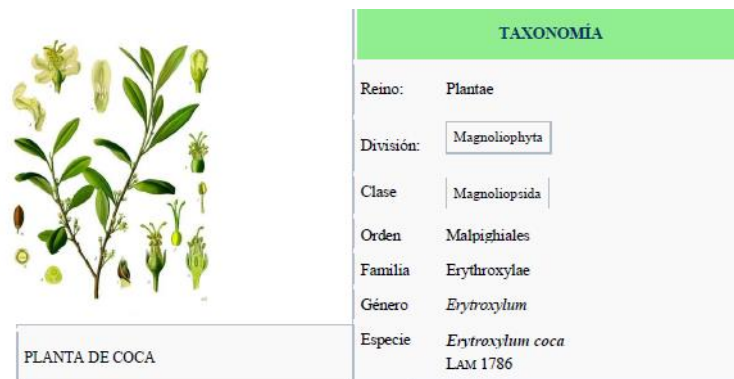 TAXONOMÍA
Reino: Plantae
División: Magnoliophyta
Clase Magnoliopsida
Orden Malpighiales
Familia Erythroxylae
Género Erytroxylum
Especie Erytroxylum coca
LAM 1786
PLANTA DE COCA